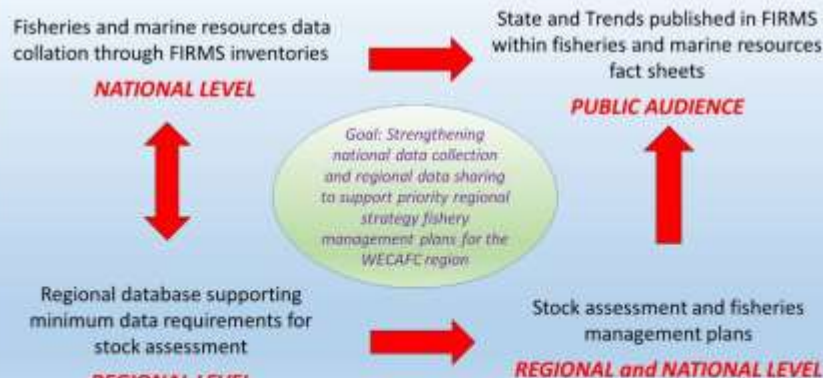 Fisheries and marine resources data
collation through FIRMS inventories
NATIONAL LEVEL
State and Trends published in FIRMS
within fisheries and marine resources
fact sheets
PUBLIC AUDIENCE
Goal: Strengthening
national data collection
and regional data sharing
to support priority regional
strategy fishery
management plans for the
WECAFC region
Regional database supporting
minimum data requirements for
stock assessment
REGIONAL LEVEL
Stock assessment and fisheries
management plans
REGIONAL and NATIONAL LEVEL